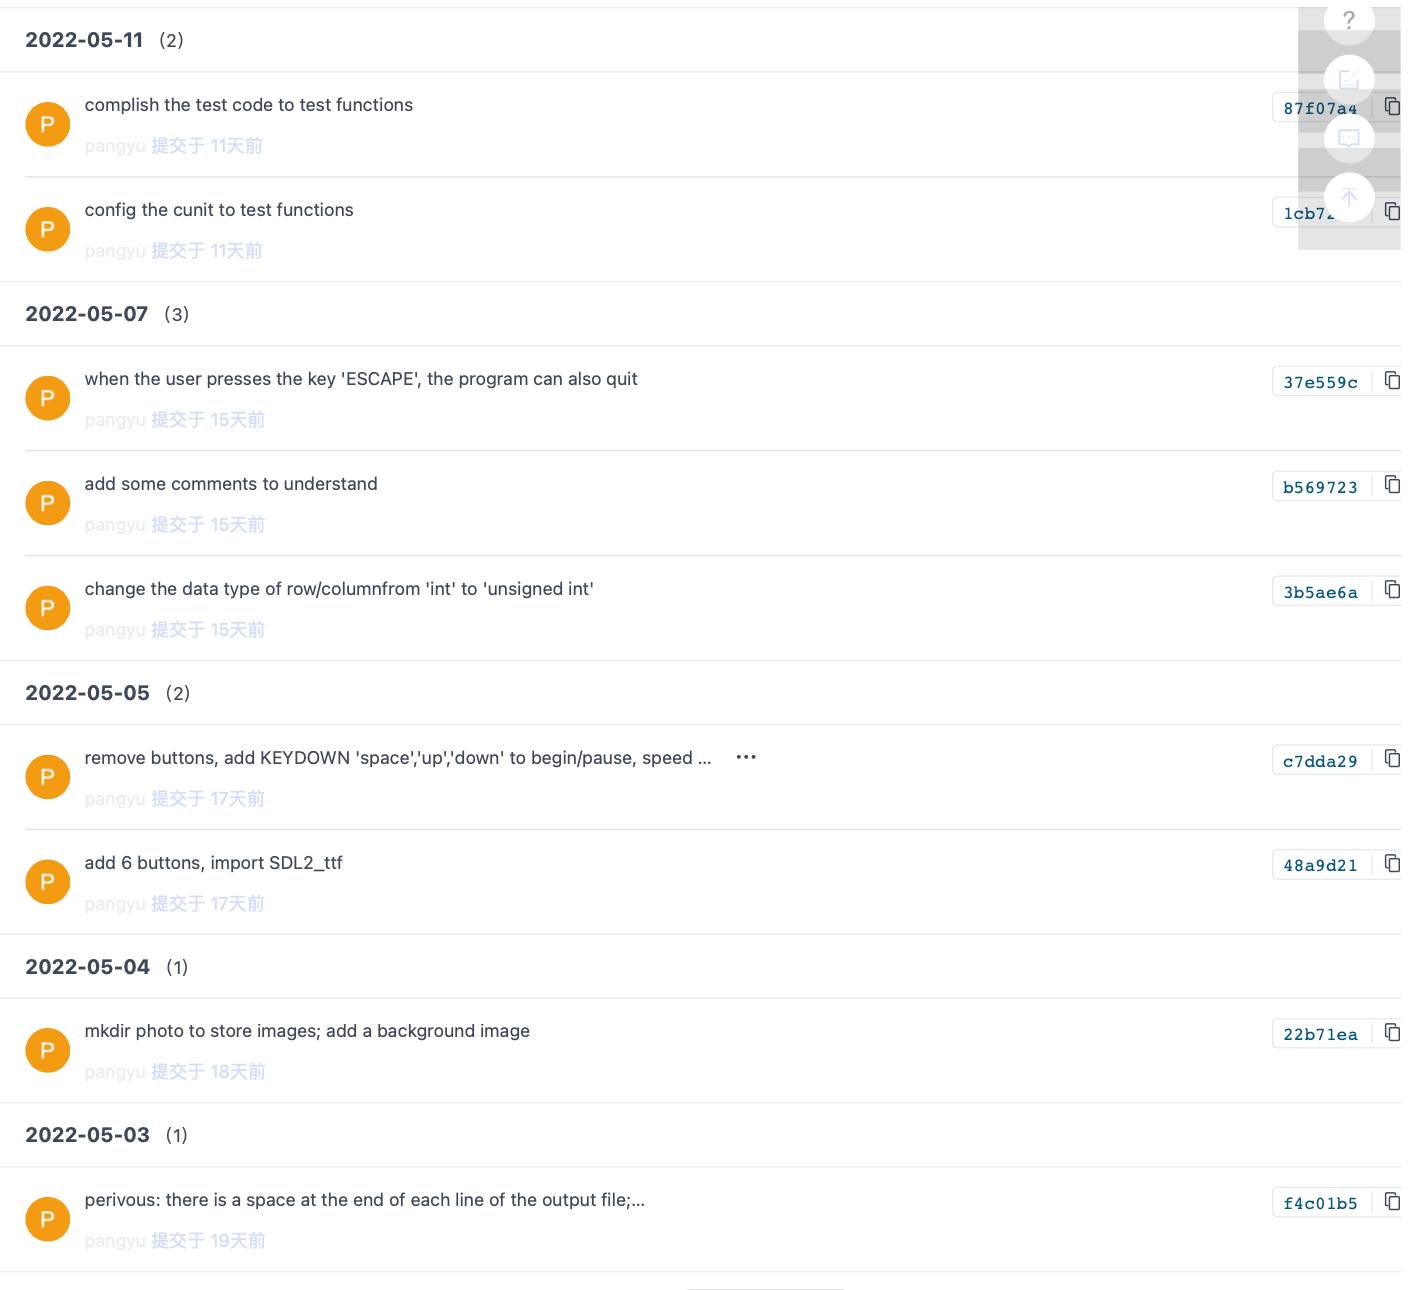 2022-05-11 (2)
complish the test code to test functions
87f07a4
P
pangyu 提交于 11天前
config the cunit to test functions
1cb72
P
pangyu 提交于 11天前
2022-05-07 (3)
when the user presses the key 'ESCAPE', the program can also quit
37e559c
P
pangyu 提交于 15天前
add some comments to understand
b569723
P
pangyu 提交于 15天前
change the data type of row/columnfrom 'int' to 'unsigned int'
3b5ae6a
P
pangyu 提交于 15天前
2022-05-05 (2)
remove buttons, add KEYDOWN 'space','up','down' to begin/pause, speed ...
c7dda29
P
pangyu 提交于 17天前
add 6 buttons, import SDL2_ttf
48a9d21
P
pangyu 提交于 17天前
2022-05-04 (1)
mkdir photo to store images; add a background image
22b71ea
P
pangyu 提交于 18天前
2022-05-03 (1)
perivous: there is a space at the end of each line of the output file;...
f4c01b5
P
pangyu 提交于 19天前